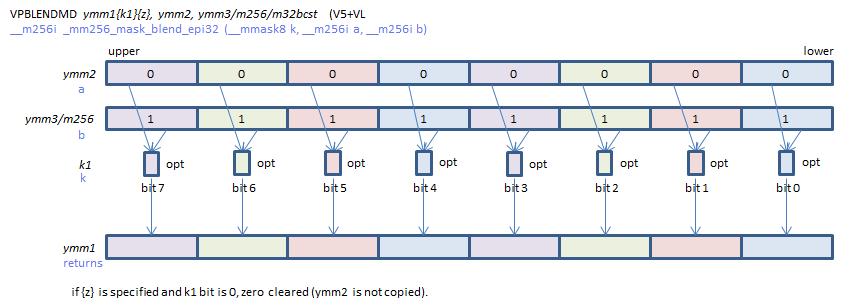 VPBLENDMD ymm1{k1}{z}, ymm2, ymm3/m256/m32bcst (V5+VL
__m256i _mm256_mask_blend_epi32 (__mmask8 k, __m256i a, __m256i b)
upper lower
ymm2 0 0 0 0 0 0 0 0
a
ymm3/m256 1 1 1 1 1 1 1 1
b
k1 opt opt opt opt opt opt opt opt
k
bit 7 bit 6 bit 5 bit 4 bit 3 bit 2 bit 1 bit 0
ymm1
returns
if {z} is specified and k1 bit is 0, zero cleared (ymm2 is not copied).